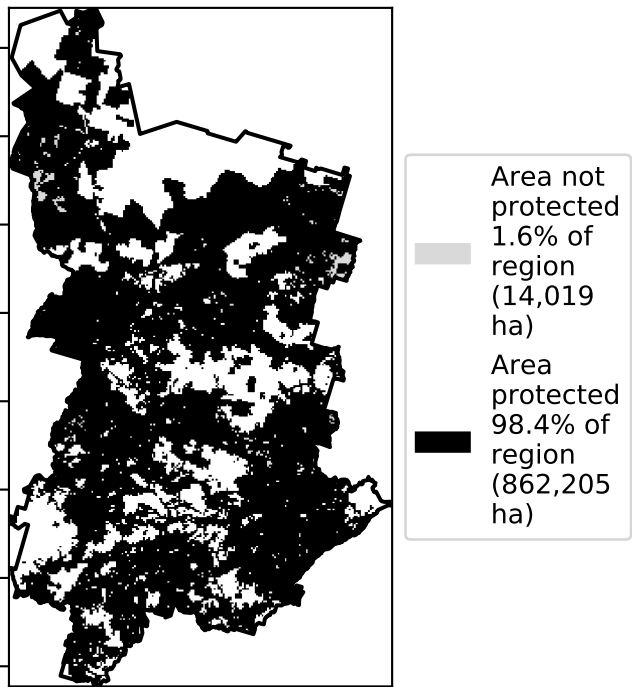 Area not
protected
1.6% of
region
(14,019
ha)
Area
protected
98.4% of
region
(862,205
ha)